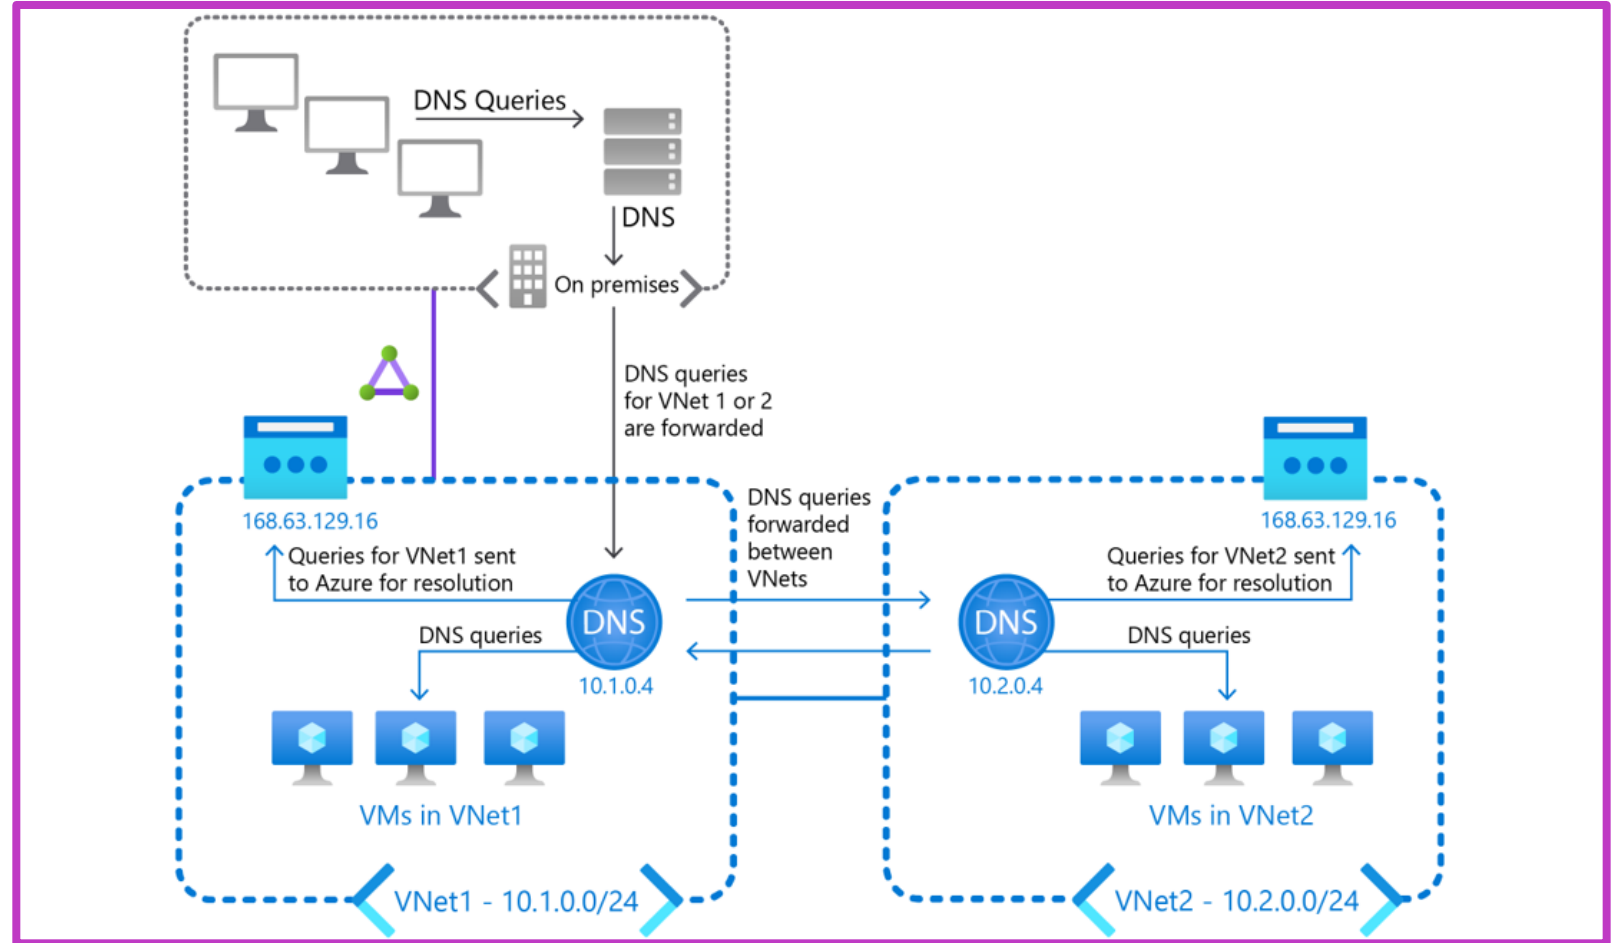 DNS Queries
DNS
On premises
DNS queries
for VNet 1 or 2
are forwarded
168.63.129.16
Queries for VNet1 sent
to Azure for resolution
DNS
10.1.0.4
DNS queries
VMs in VNet1
VNet1 - 10.1.0.0/24
DNS queries
forwarded
between
VNets
168.63.129.16
Queries for VNet2 sent
to Azure for resolution
DNS
10.2.0.4
DNS queries
VMs in VNet2
VNet2 - 10.2.0.0/24